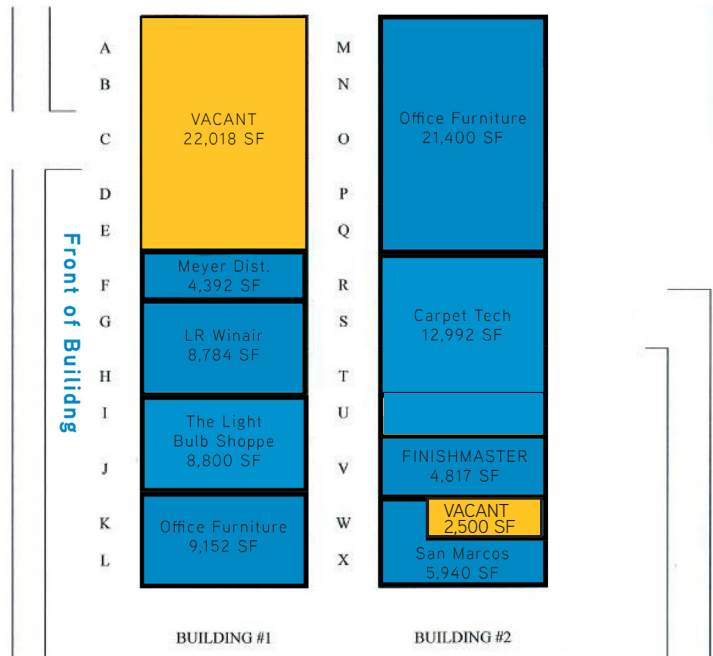 Front of Builidng
A
B
C
D
E
F
G
H
I
J
K
L
VACANT
22,018 SF
Meyer Dist.
4,392 SF
LR Winair
8,784 SF
The Light
Bulb Shoppe
8,800 SF
Office Furniture
9,152 SF
BUILDING #1
M
N
O
P
Q
R
S
T
U
V
W
X
Office Furniture
21,400 SF
Carpet Tech
12,992 SF
FINISHMASTER
4,817 SF
VACANT
2,500 SF
San Marcos
5,940 SF
BUILDING #2